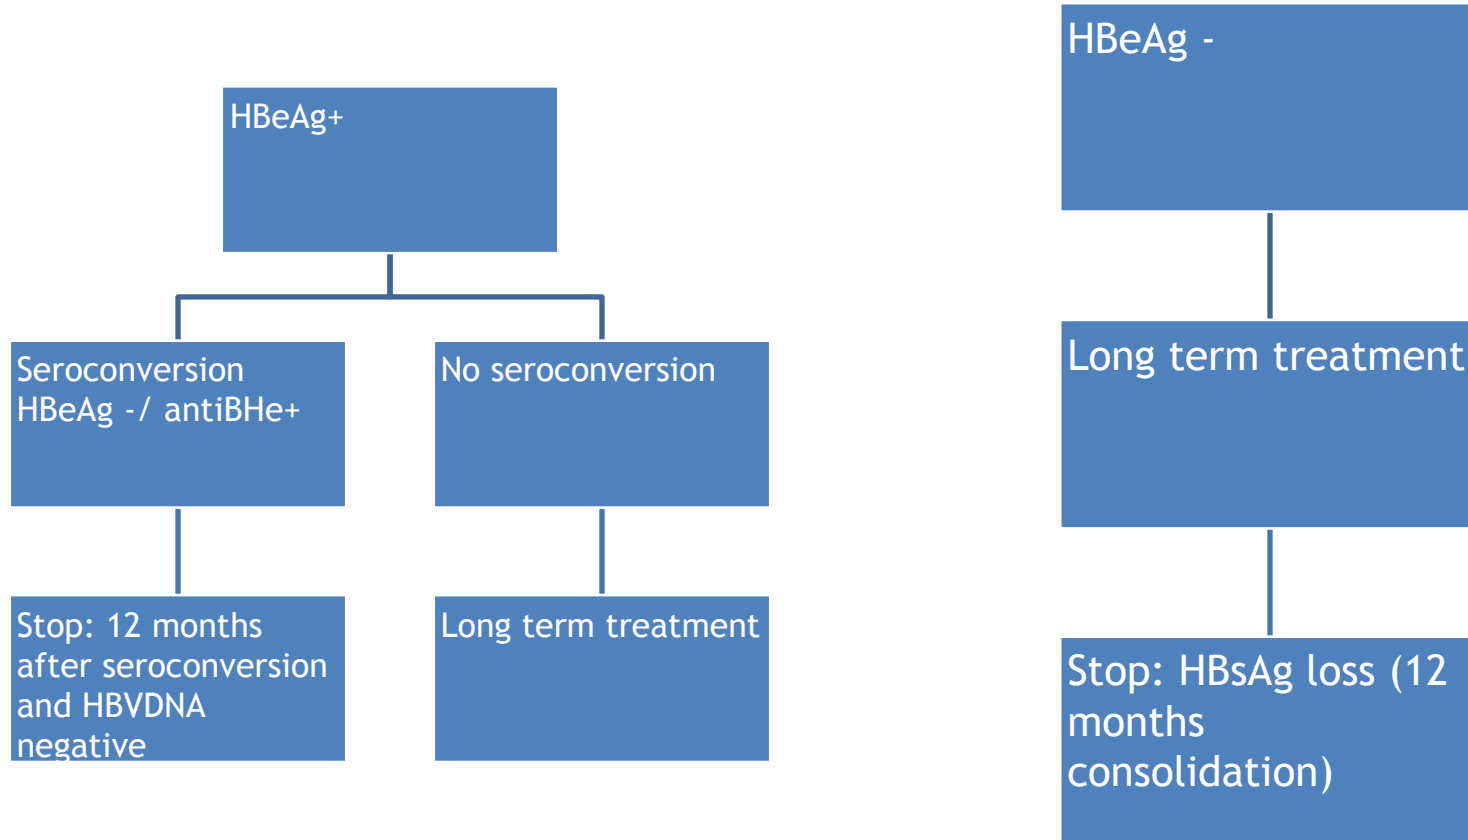 HBeAg+
Seroconversion
HBeAg -/ antiBHe+
No seroconversion
Stop: 12 months
after seroconversion
and HBVDNA
negative
Long term treatment
HBeAg -
Long term treatment
Stop: HBsAg loss (12
months
consolidation)